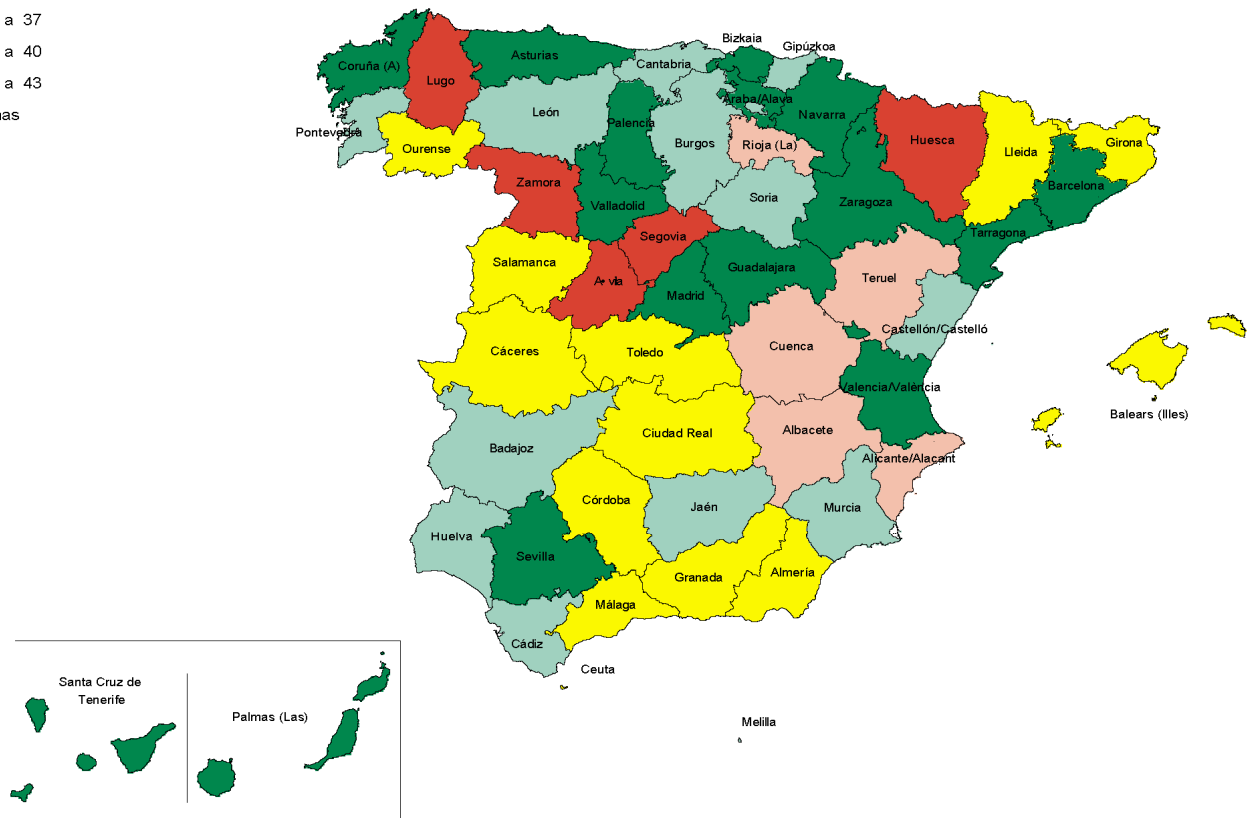 a 37
a 40
a 43
as
Bizkaia
Gipúzkoa
Asturias
Cantabria
Coruña (A)
Lugo
León
Araba/Alava
Navarra
Palencia
Pontevedra
Ourense
Burgos
Rioja (La)
Huesca
Lleida
Girona
Zamora
Barcelona
Valladolid
Soria
Zaragoza
Segovia
Tarragona
Salamanca
Guadalajara
Teruel
Madrid
Castellón/Castelló
Cáceres
Toledo
Cuenca
Valencia/València
Balears (Illes)
Ciudad Real
Albacete
Badajoz
Alicante/Alacant
Córdoba
Jaén
Murcia
Huelva
Sevilla
Granada
Almería
Málaga
Cádiz
Ceuta
Santa Cruz de
Tenerife
Palmas (Las)
Melilla